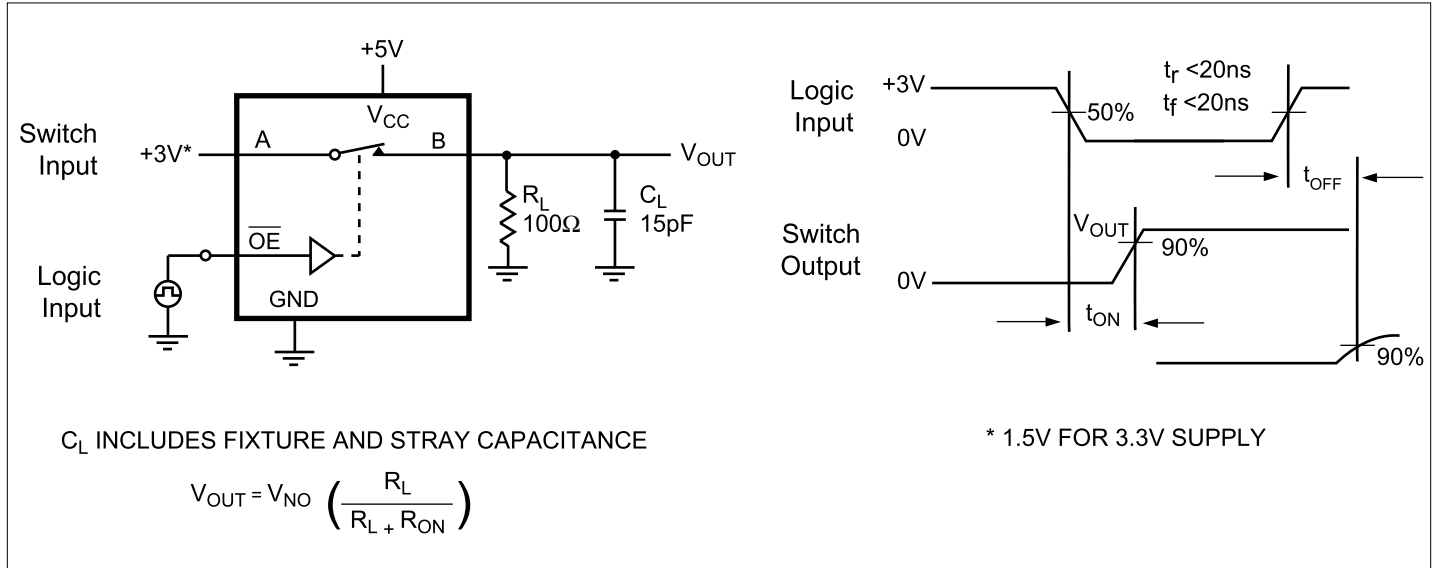 +5V
V_CC
Switch Input
+3V*
A
B
V_OUT
R_L
100Ω
C_L
15pF
OE
Logic Input
GND
C_L INCLUDES FIXTURE AND STRAY CAPACITANCE
V_OUT = V_NO ( R_L / R_L + R_ON )
Logic Input
+3V
0V
50%
t_r <20ns
t_f <20ns
t_OFF
Switch Output
V_OUT
90%
0V
t_ON
90%
* 1.5V FOR 3.3V SUPPLY